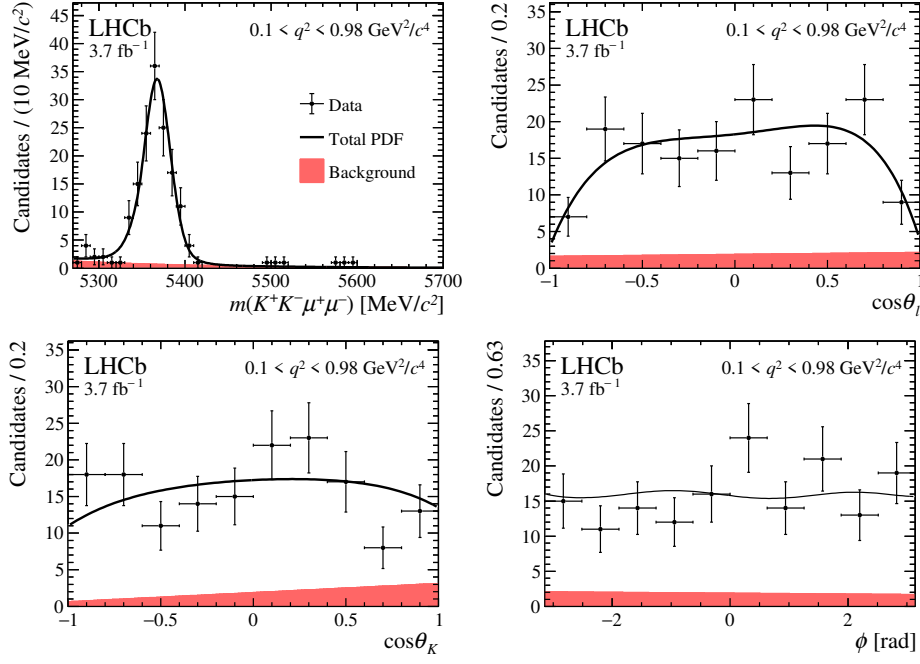 LHCb
3.7 fb⁻¹
0.1 < q² < 0.98 GeV²/c⁴
Candidates / (10 MeV/c²)
45
40
35
30
25
20
15
10
5
0
Data
Total PDF
Background
5300 5400 5500 5600 5700
m(K⁺K⁻μ⁺μ⁻) [MeV/c²]
LHCb
3.7 fb⁻¹
0.1 < q² < 0.98 GeV²/c⁴
Candidates / 0.2
35
30
25
20
15
10
5
0
−1 −0.5 0 0.5 1
cosθ_l
LHCb
3.7 fb⁻¹
0.1 < q² < 0.98 GeV²/c⁴
Candidates / 0.2
35
30
25
20
15
10
5
0
−1 −0.5 0 0.5 1
cosθ_K
LHCb
3.7 fb⁻¹
0.1 < q² < 0.98 GeV²/c⁴
Candidates / 0.63
35
30
25
20
15
10
5
0
−2 0 2
ϕ [rad]